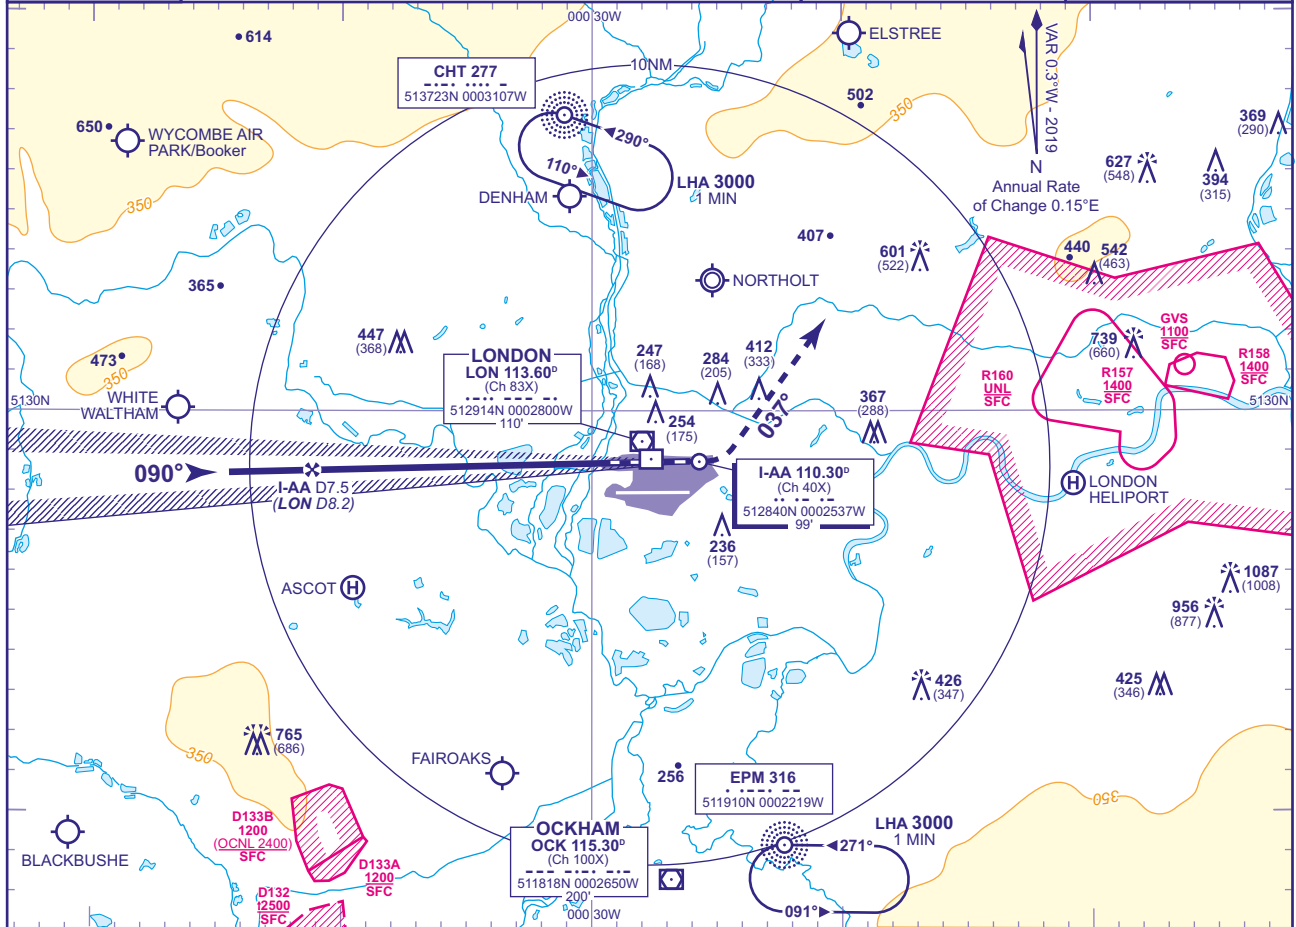 000 30W
614
ELSTREE
CHT 277
513723N 0003107W
10NM
VAR 0.3°W - 2019
N
Annual Rate
of Change 0.15°E
502
350
369
(290)
650
WYCOMBE AIR
PARK/Booker
290°
110°
LHA 3000
1 MIN
DENHAM
627
(548)
394
(315)
350
407
601
(522)
440
542
(463)
365
NORTHOLT
447
(368)
473
350
LONDON
LON 113.60ᴰ
(Ch 83X)
512914N 0002800W
110'
247
(168)
284
(205)
412
(333)
739
(660)
GVS
1100
SFC
R158
1400
SFC
R160
UNL
SFC
R157
1400
SFC
5130N
WHITE
WALTHAM
254
(175)
037°
367
(288)
5130N
090°
I-AA D7.5
(LON D8.2)
I-AA 110.30ᴰ
(Ch 40X)
512840N 0002537W
99'
LONDON
HELIPORT
H
236
(157)
ASCOT
H
1087
(1008)
956
(877)
426
(347)
425
(346)
765
(686)
350
FAIROAKS
256
EPM 316
511910N 0002219W
350
D133B
1200
(OCNL 2400)
SFC
OCKHAM
OCK 115.30ᴰ
(Ch 100X)
511818N 0002650W
200'
LHA 3000
1 MIN
271°
091°
BLACKBUSHE
D133A
1200
SFC
D132
2500
SFC
000 30W